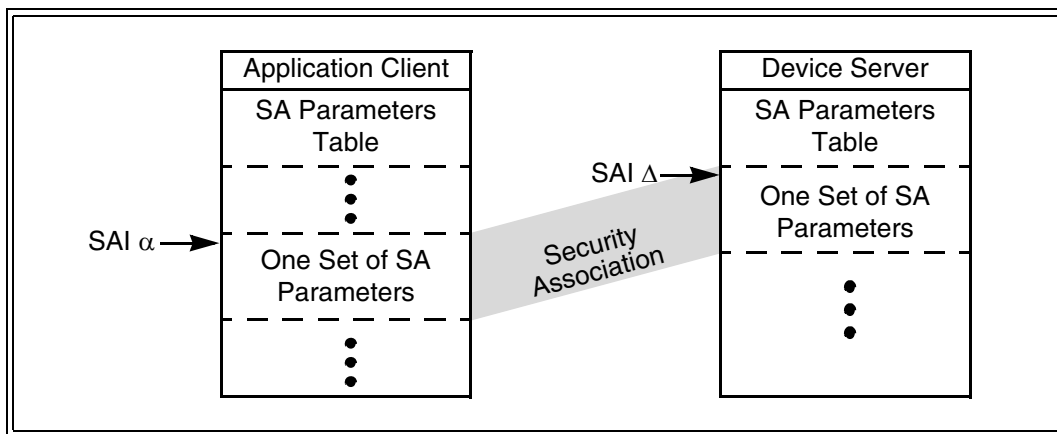 Application Client
SA Parameters
Table
SAI α
One Set of SA
Parameters
Security
Association
Device Server
SA Parameters
Table
SAI Δ
One Set of SA
Parameters